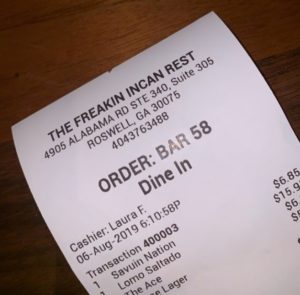 THE FREAKIN INCAN REST
4905 ALABAMA RD STE 340, Suite 305
ROSWELL, GA 30075
4043763488
ORDER: BAR 58
Dine In
Cashier: Laura F.
06-Aug-2019 6:10:58P
Transaction 400003
1 Savuin Nation $6.85
1 Lomo Saltado
The Ace
Lager